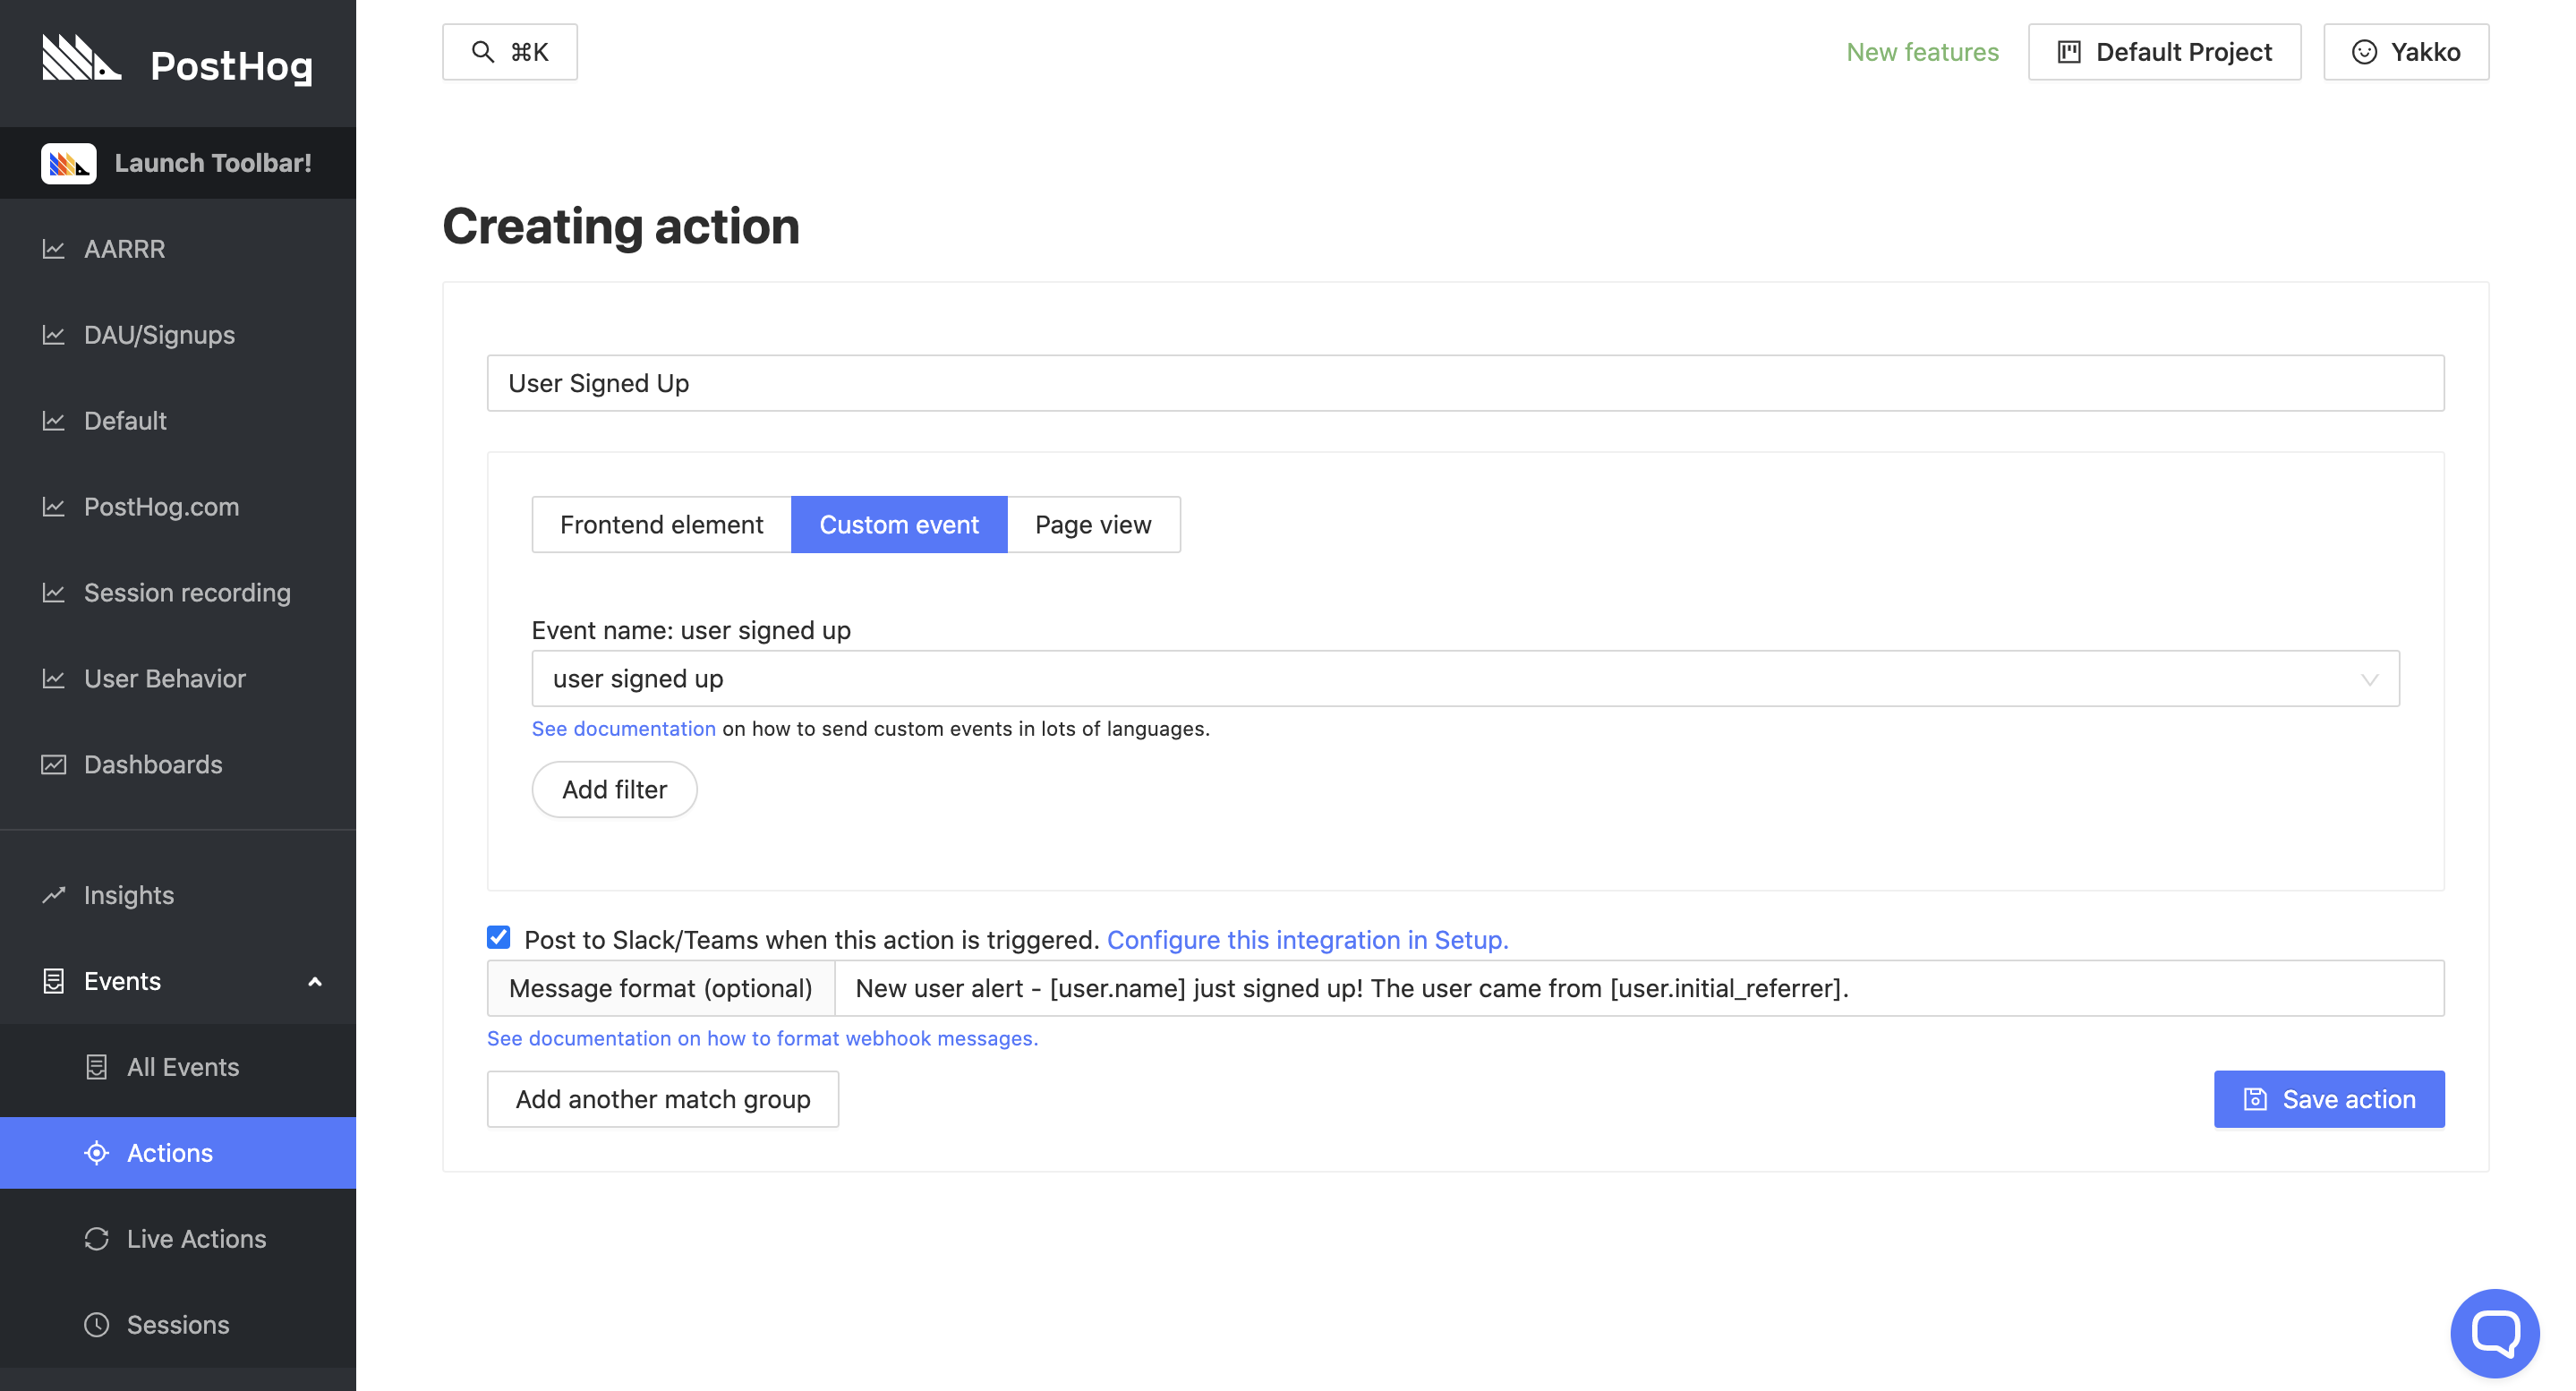 PostHog
Launch Toolbar!
AARRR
DAU/Signups
Default
PostHog.com
Session recording
User Behavior
Dashboards
Insights
Events
All Events
Actions
Live Actions
Sessions
⌘K
New features
Default Project
Yakko
Creating action
User Signed Up
Frontend element
Custom event
Page view
Event name: user signed up
user signed up
See documentation on how to send custom events in lots of languages.
Add filter
Post to Slack/Teams when this action is triggered. Configure this integration in Setup.
Message format (optional)
New user alert - [user.name] just signed up! The user came from [user.initial_referrer].
See documentation on how to format webhook messages.
Add another match group
Save action